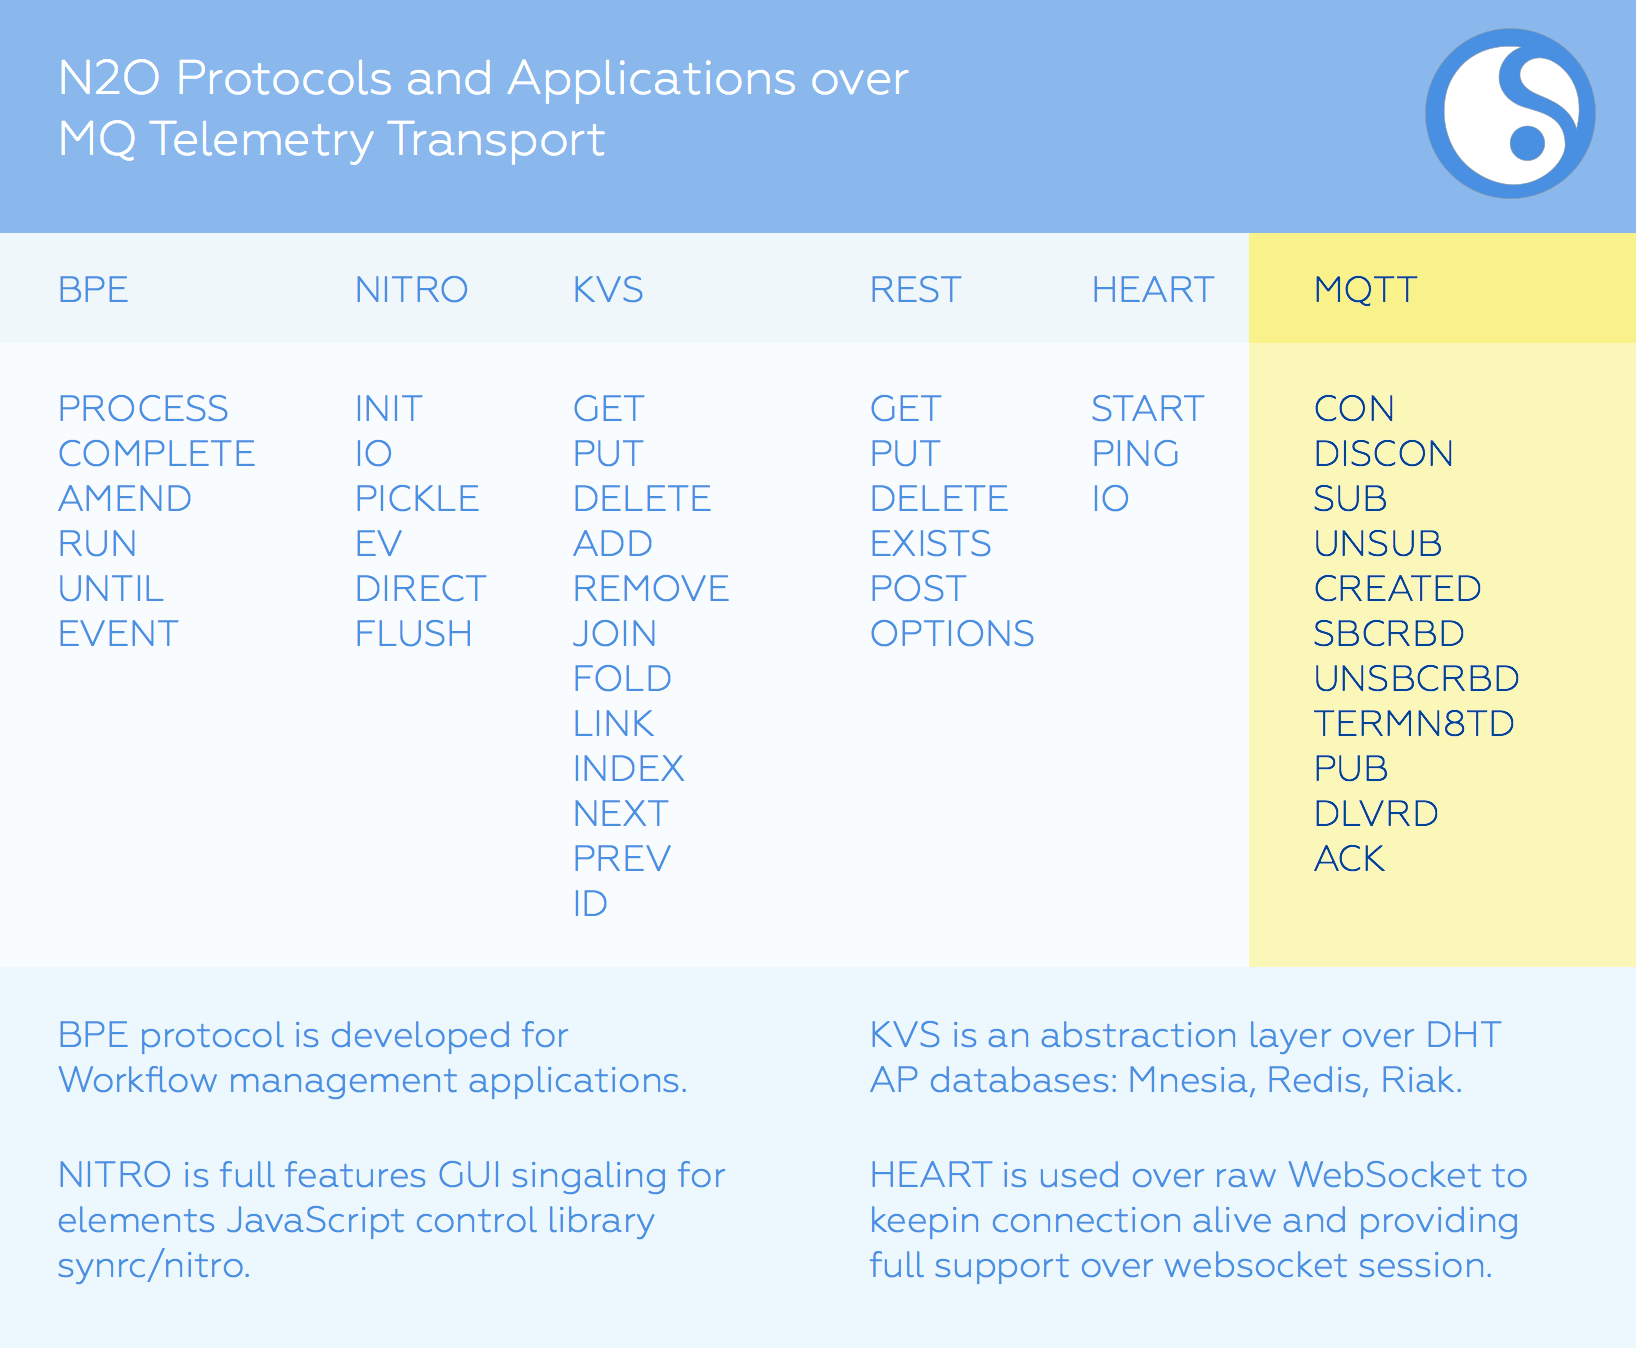 N2O Protocols and Applications over
MQ Telemetry Transport
BPE NITRO KVS REST HEART MQTT
PROCESS INIT GET GET START CON
COMPLETE IO PUT PUT PING DISCON
AMEND PICKLE DELETE DELETE IO SUB
RUN EV ADD EXISTS UNSUB
UNTIL DIRECT REMOVE POST CREATED
EVENT FLUSH JOIN OPTIONS SBCRBD
FOLD UNSBCRBD
LINK TERMN8TD
INDEX PUB
NEXT DLVRD
PREV ACK
ID
BPE protocol is developed for
Workflow management applications.
NITRO is full features GUI singaling for
elements JavaScript control library
synrc/nitro.
KVS is an abstraction layer over DHT
AP databases: Mnesia, Redis, Riak.
HEART is used over raw WebSocket to
keepin connection alive and providing
full support over websocket session.